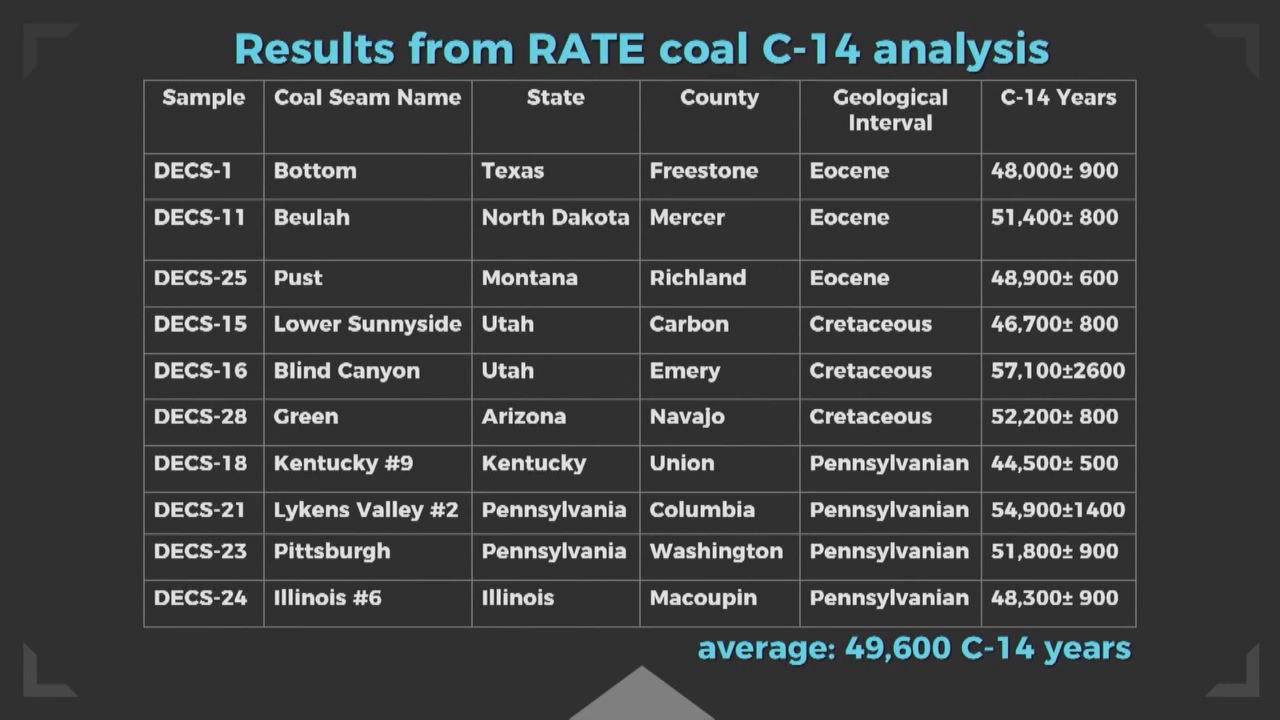 Results from RATE coal C-14 analysis
Sample Coal Seam Name State County Geological Interval C-14 Years
DECS-1 Bottom Texas Freestone Eocene 48,000± 900
DECS-11 Beulah North Dakota Mercer Eocene 51,400± 800
DECS-25 Pust Montana Richland Eocene 48,900± 600
DECS-15 Lower Sunnyside Utah Carbon Cretaceous 46,700± 800
DECS-16 Blind Canyon Utah Emery Cretaceous 57,100±2600
DECS-28 Green Arizona Navajo Cretaceous 52,200± 800
DECS-18 Kentucky #9 Kentucky Union Pennsylvanian 44,500± 500
DECS-21 Lykens Valley #2 Pennsylvania Columbia Pennsylvanian 54,900±1400
DECS-23 Pittsburgh Pennsylvania Washington Pennsylvanian 51,800± 900
DECS-24 Illinois #6 Illinois Macoupin Pennsylvanian 48,300± 900
average: 49,600 C-14 years